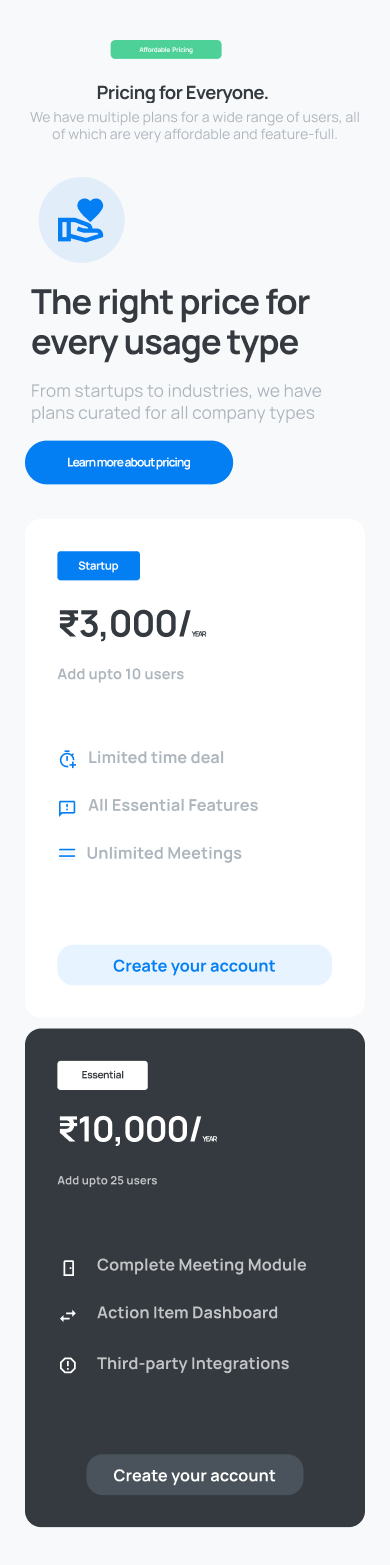 Affordable Pricing
Pricing for Everyone.
We have multiple plans for a wide range of users, all
of which are very affordable and feature-full.
The right price for
every usage type
From startups to industries, we have
plans curated for all company types
Learn more about pricing
Startup
₹3,000/YEAR
Add upto 10 users
Limited time deal
All Essential Features
Unlimited Meetings
Create your account
Essential
₹10,000/YEAR
Add upto 25 users
Complete Meeting Module
Action Item Dashboard
Third-party Integrations
Create your account